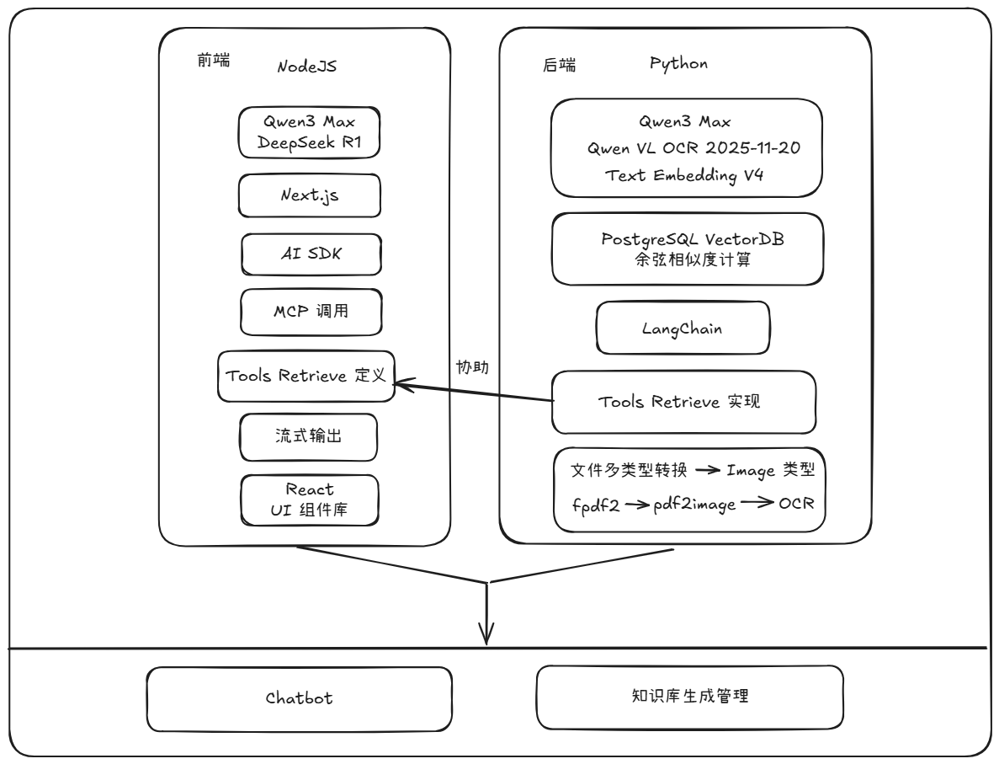 前端
NodeJS
Qwen3 Max
DeepSeek R1
Next.js
AI SDK
MCP 调用
Tools Retrieve 定义
流式输出
React
UI 组件库
协助
后端
Python
Qwen3 Max
Qwen VL OCR 2025-11-20
Text Embedding V4
PostgreSQL VectorDB
余弦相似度计算
LangChain
Tools Retrieve 实现
文件多类型转换 Image 类型
fpdf2 pdf2image OCR
Chatbot
知识库生成管理